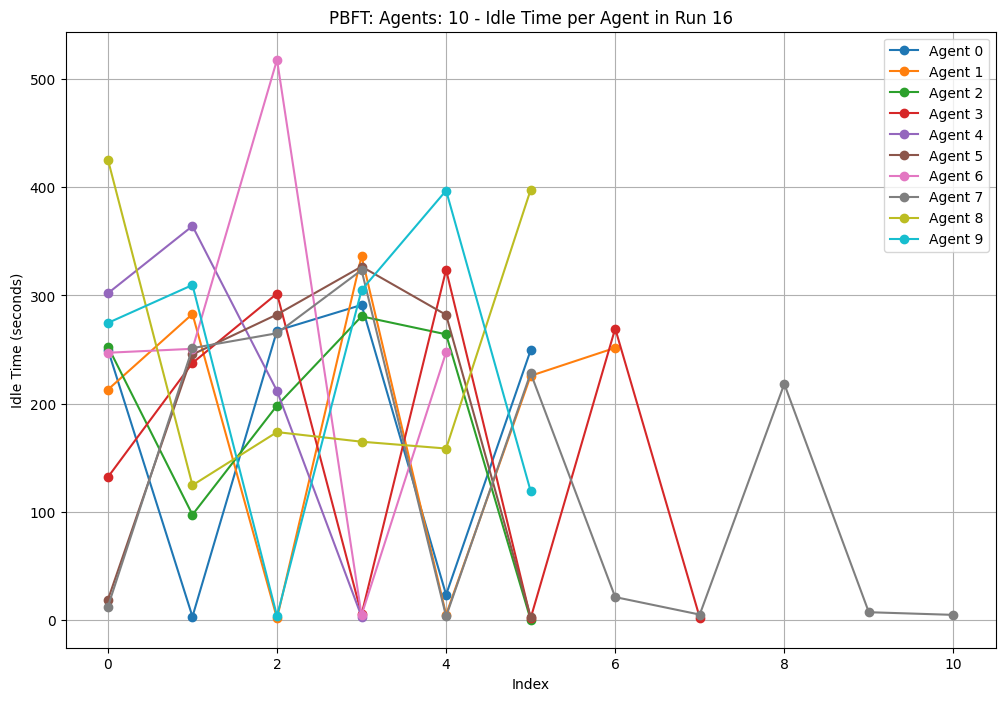 PBFT: Agents: 10 - Idle Time per Agent in Run 16
Agent 0
Agent 1
Agent 2
Agent 3
Agent 4
Agent 5
Agent 6
Agent 7
Agent 8
Agent 9
Idle Time (seconds)
500
400
300
200
100
0
0 2 4 6 8 10
Index